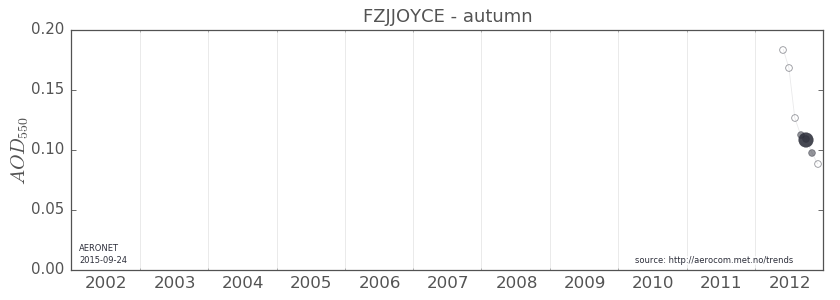 FZJJOYCE - autumn
0.20
0.15
0.10
0.05
0.00
AOD550
AERONET
2015-09-24
source: http://aerocom.met.no/trends
2002 2003 2004 2005 2006 2007 2008 2009 2010 2011 2012